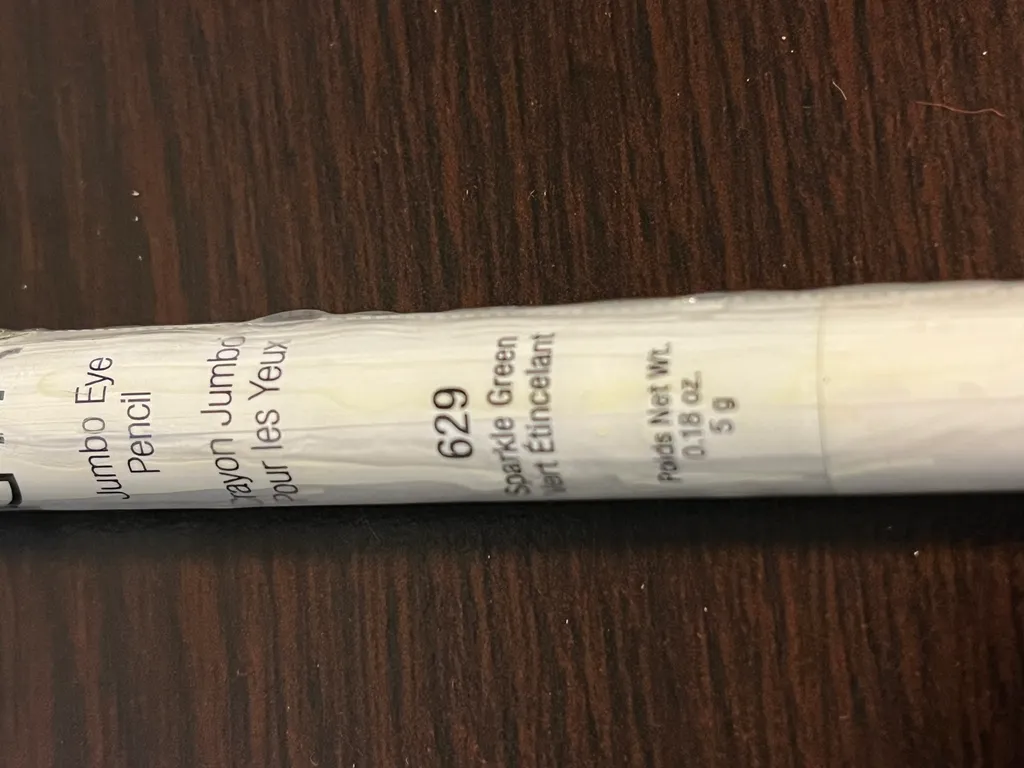 Jumbo Eye
Pencil
rayon Jumbo
pour les Yeux
629
Sparkle Green
Vert Étincelant
Poids Net Wt.
0.18 oz.
5 g